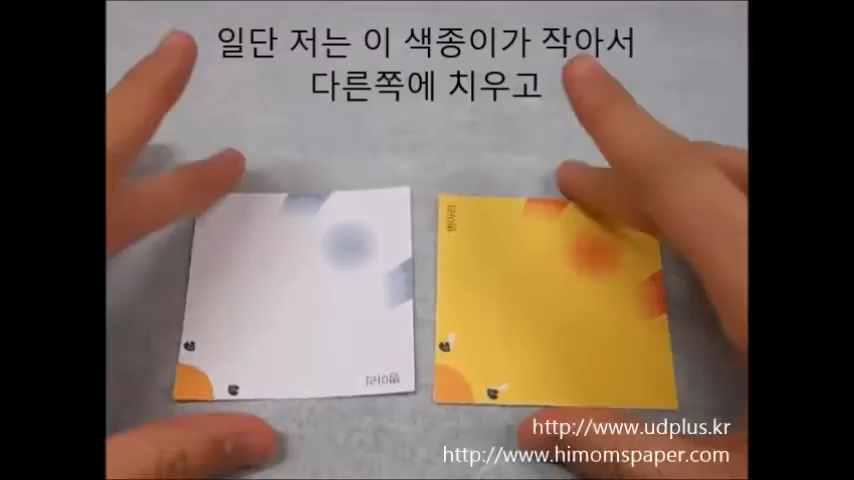 일단 저는 이 색종이가 작아서
다른쪽에 치우고
http://www.udplus.kr
http://www.himomspaper.com